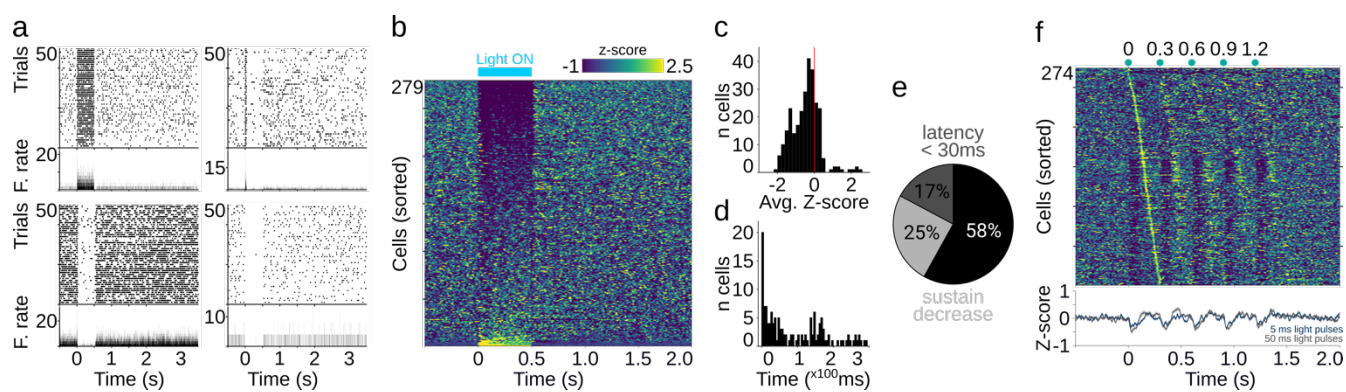 a
50
Trials
20
F. rate
50
15
50
Trials
20
F. rate
0 1 2 3
Time (s)
50
10
0 1 2 3
Time (s)
b
Light ON
z-score
-1 2.5
279
Cells (sorted)
0 0.5 1.0 1.5 2.0
Time (s)
c
n cells
40
20
0
-2 0 2
Avg. Z-score
d
n cells
20
15
10
5
0
0 1 2 3
Time (x100ms)
e
latency
< 30ms
17%
25%
58%
sustain
decrease
f
0 0.3 0.6 0.9 1.2
274
Cells (sorted)
Z-score
1
0
-1
5 ms light pulses
50 ms light pulses
0 0.5 1.0 1.5 2.0
Time (s)